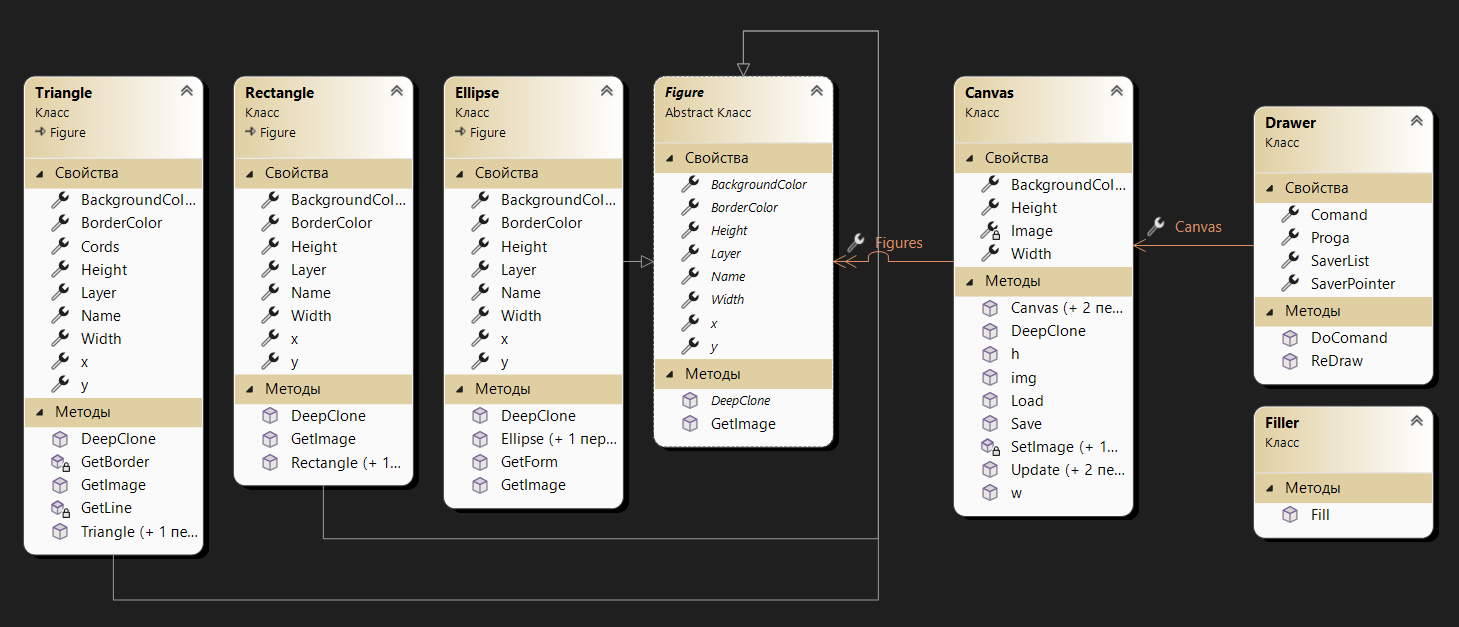 Triangle
Класс
Figure
Свойства
BackgroundCol...
BorderColor
Cords
Height
Layer
Name
Width
x
y
Методы
DeepClone
GetBorder
GetImage
GetLine
Triangle (+ 1 пе...
Rectangle
Класс
Figure
Свойства
BackgroundCol...
BorderColor
Height
Layer
Name
Width
x
y
Методы
DeepClone
GetImage
Rectangle (+ 1...
Ellipse
Класс
Figure
Свойства
BackgroundCol...
BorderColor
Height
Layer
Name
Width
x
y
Методы
DeepClone
Ellipse (+ 1 пер...
GetForm
GetImage
Figure
Abstract Класс
Свойства
BackgroundColor
BorderColor
Height
Layer
Name
Width
x
y
Методы
DeepClone
GetImage
Figures
Canvas
Класс
Свойства
BackgroundCol...
Height
Image
Width
Методы
Canvas (+ 2 пе...
DeepClone
h
img
Load
Save
SetImage (+ 1...
Update (+ 2 пе...
w
Canvas
Drawer
Класс
Свойства
Comand
Proga
SaverList
SaverPointer
Методы
DoComand
ReDraw
Filler
Класс
Методы
Fill